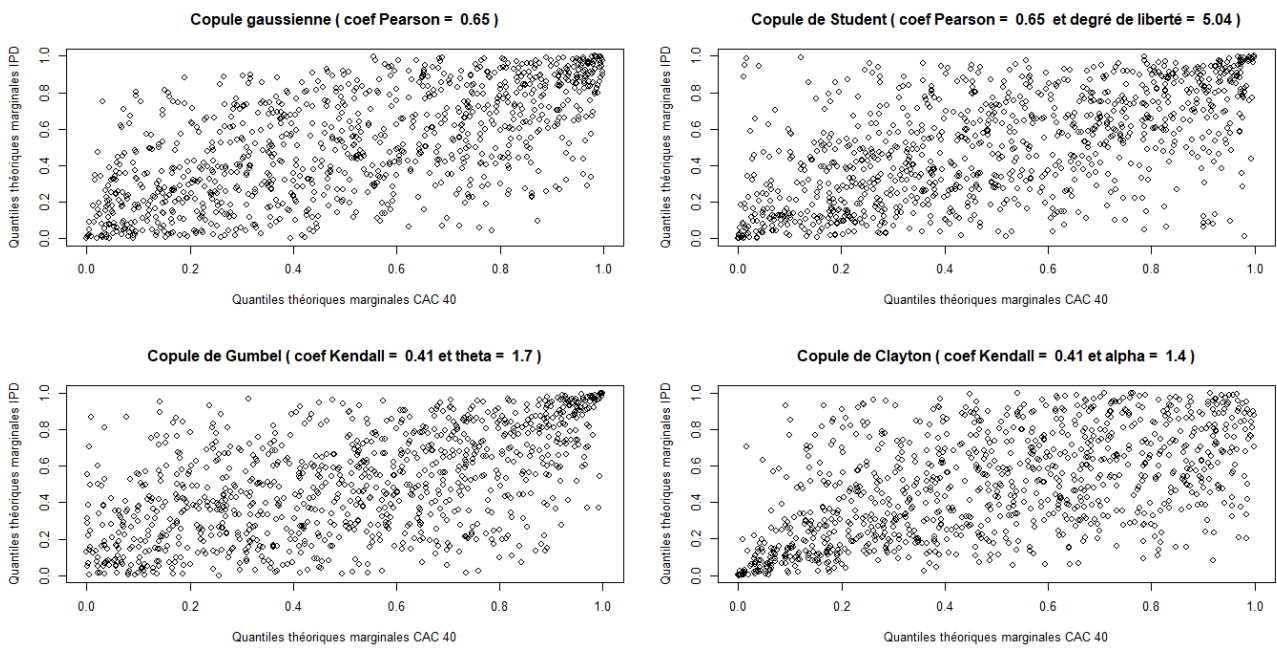 Copule gaussienne ( coef Pearson = 0.65 )
Quantiles théoriques marginales IPD
0.0 0.2 0.4 0.6 0.8 1.0
0.0 0.2 0.4 0.6 0.8 1.0
Quantiles théoriques marginales CAC 40
Copule de Student ( coef Pearson = 0.65 et degré de liberté = 5.04 )
Quantiles théoriques marginales IPD
0.0 0.2 0.4 0.6 0.8 1.0
0.0 0.2 0.4 0.6 0.8 1.0
Quantiles théoriques marginales CAC 40
Copule de Gumbel ( coef Kendall = 0.41 et theta = 1.7 )
Quantiles théoriques marginales IPD
0.0 0.2 0.4 0.6 0.8 1.0
0.0 0.2 0.4 0.6 0.8 1.0
Quantiles théoriques marginales CAC 40
Copule de Clayton ( coef Kendall = 0.41 et alpha = 1.4 )
Quantiles théoriques marginales IPD
0.0 0.2 0.4 0.6 0.8 1.0
0.0 0.2 0.4 0.6 0.8 1.0
Quantiles théoriques marginales CAC 40